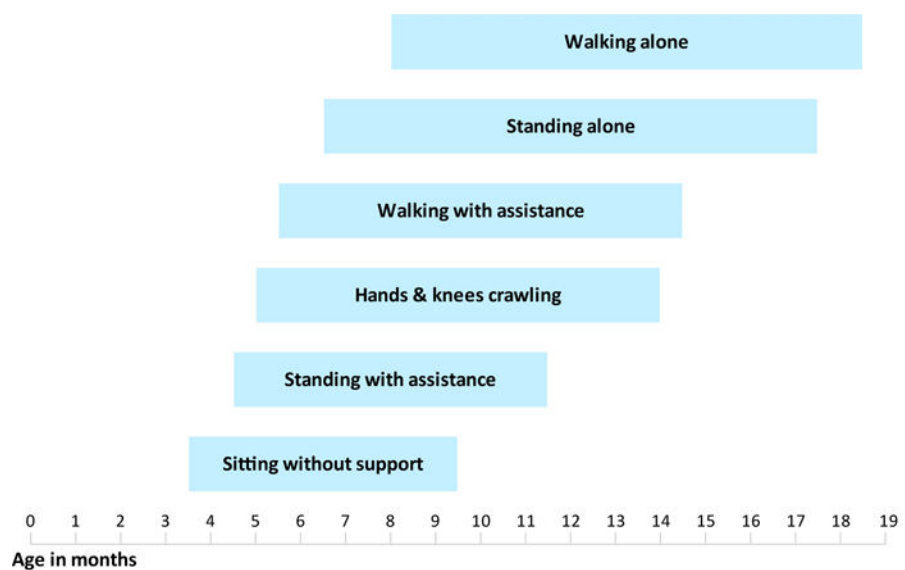 Walking alone
Standing alone
Walking with assistance
Hands & knees crawling
Standing with assistance
Sitting without support
0 1 2 3 4 5 6 7 8 9 10 11 12 13 14 15 16 17 18 19
Age in months